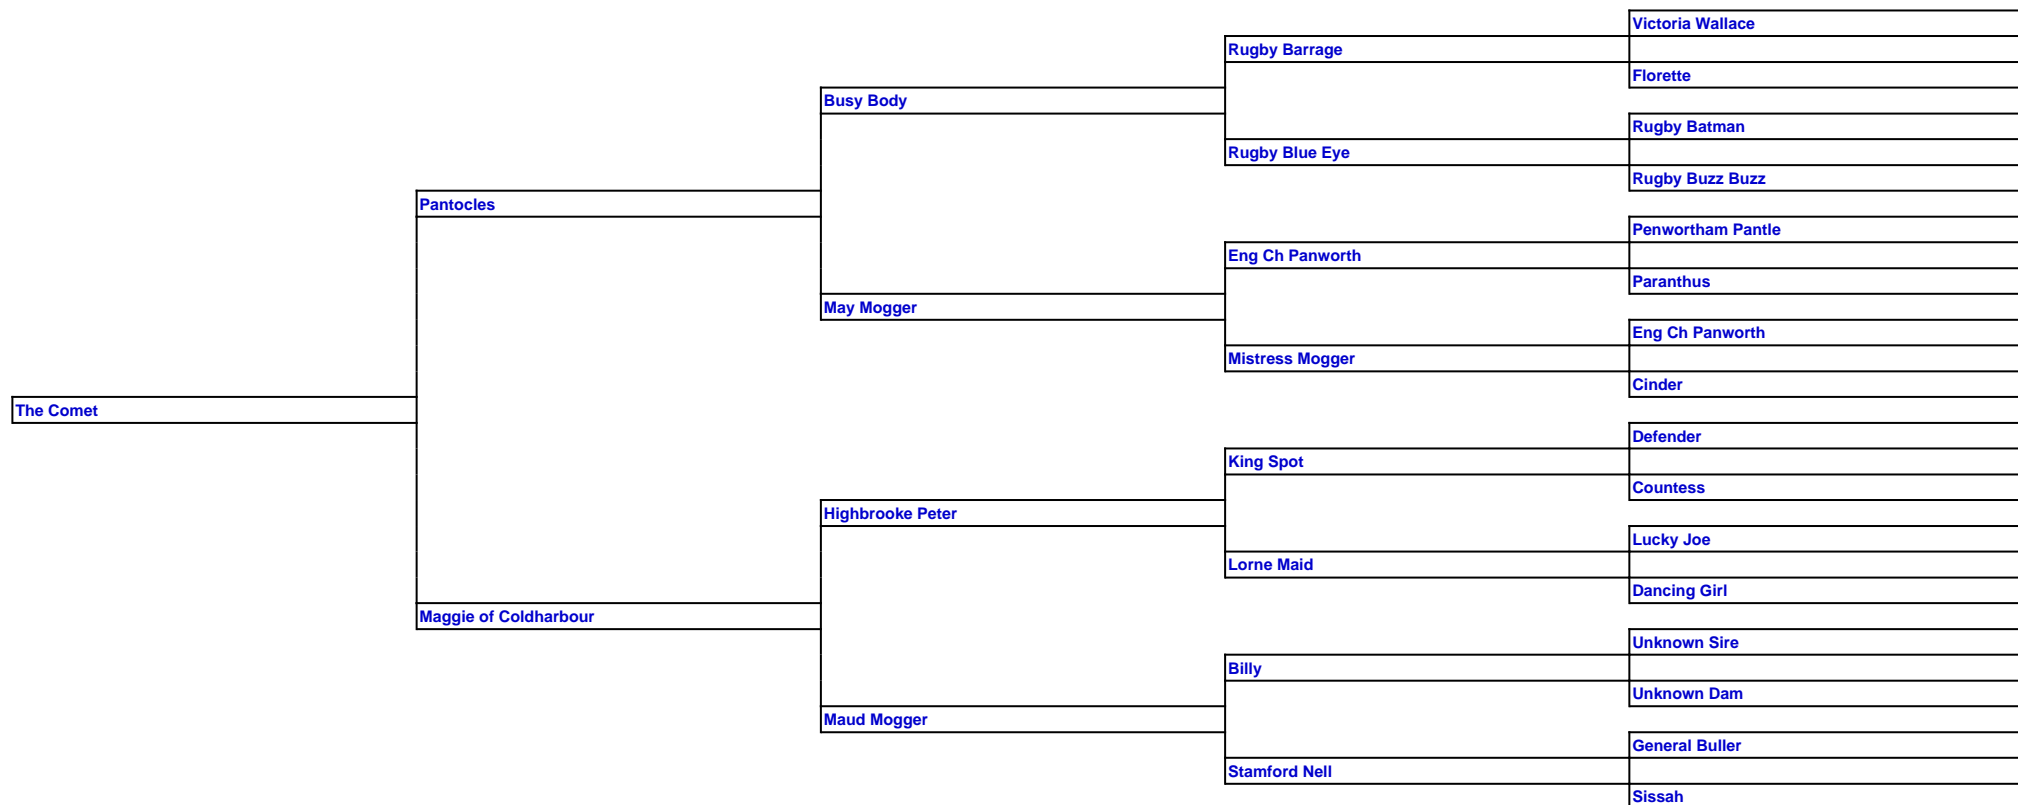 Victoria Wallace
Rugby Barrage
Florette
Busy Body
Rugby Batman
Rugby Blue Eye
Rugby Buzz Buzz
Pantocles
Penwortham Pantle
Eng Ch Panworth
Paranthus
May Mogger
Eng Ch Panworth
Mistress Mogger
Cinder
The Comet
Defender
King Spot
Countess
Highbrooke Peter
Lucky Joe
Lorne Maid
Dancing Girl
Maggie of Coldharbour
Unknown Sire
Billy
Unknown Dam
Maud Mogger
General Buller
Stamford Nell
Sissah